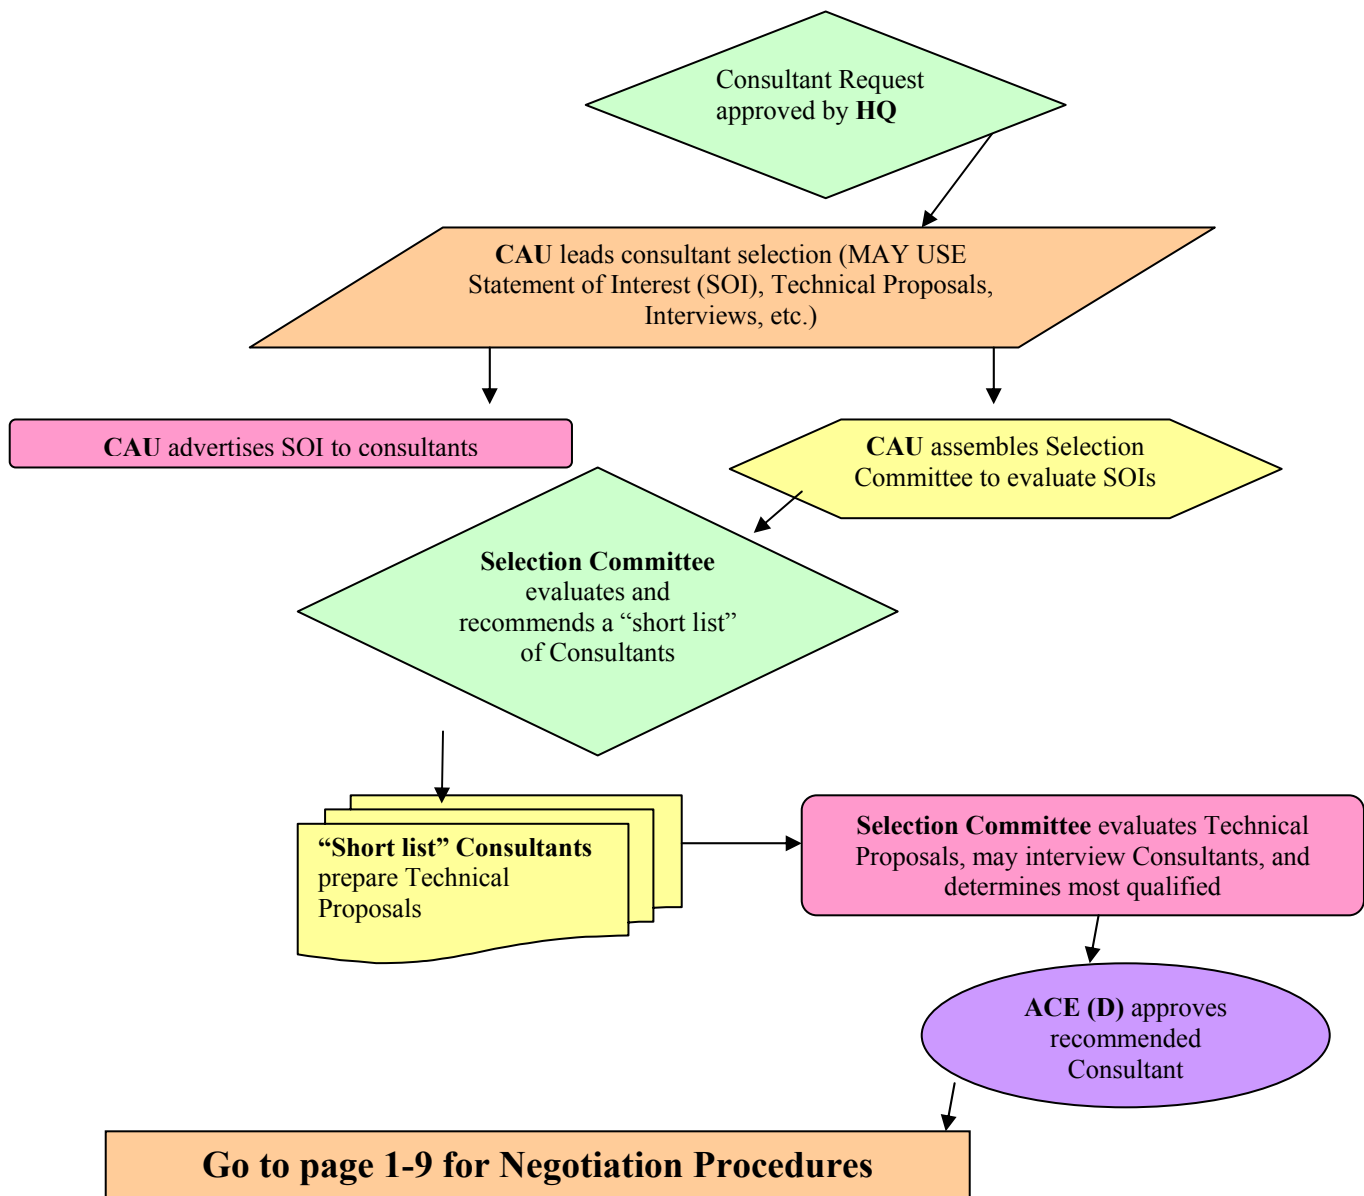 Consultant Request
approved by HQ
CAU leads consultant selection (MAY USE
Statement of Interest (SOI), Technical Proposals,
Interviews, etc.)
CAU advertises SOI to consultants
CAU assembles Selection
Committee to evaluate SOIs
Selection Committee
evaluates and
recommends a “short list”
of Consultants
“Short list” Consultants
prepare Technical
Proposals
Selection Committee evaluates Technical
Proposals, may interview Consultants, and
determines most qualified
ACE (D) approves
recommended
Consultant
Go to page 1-9 for Negotiation Procedures